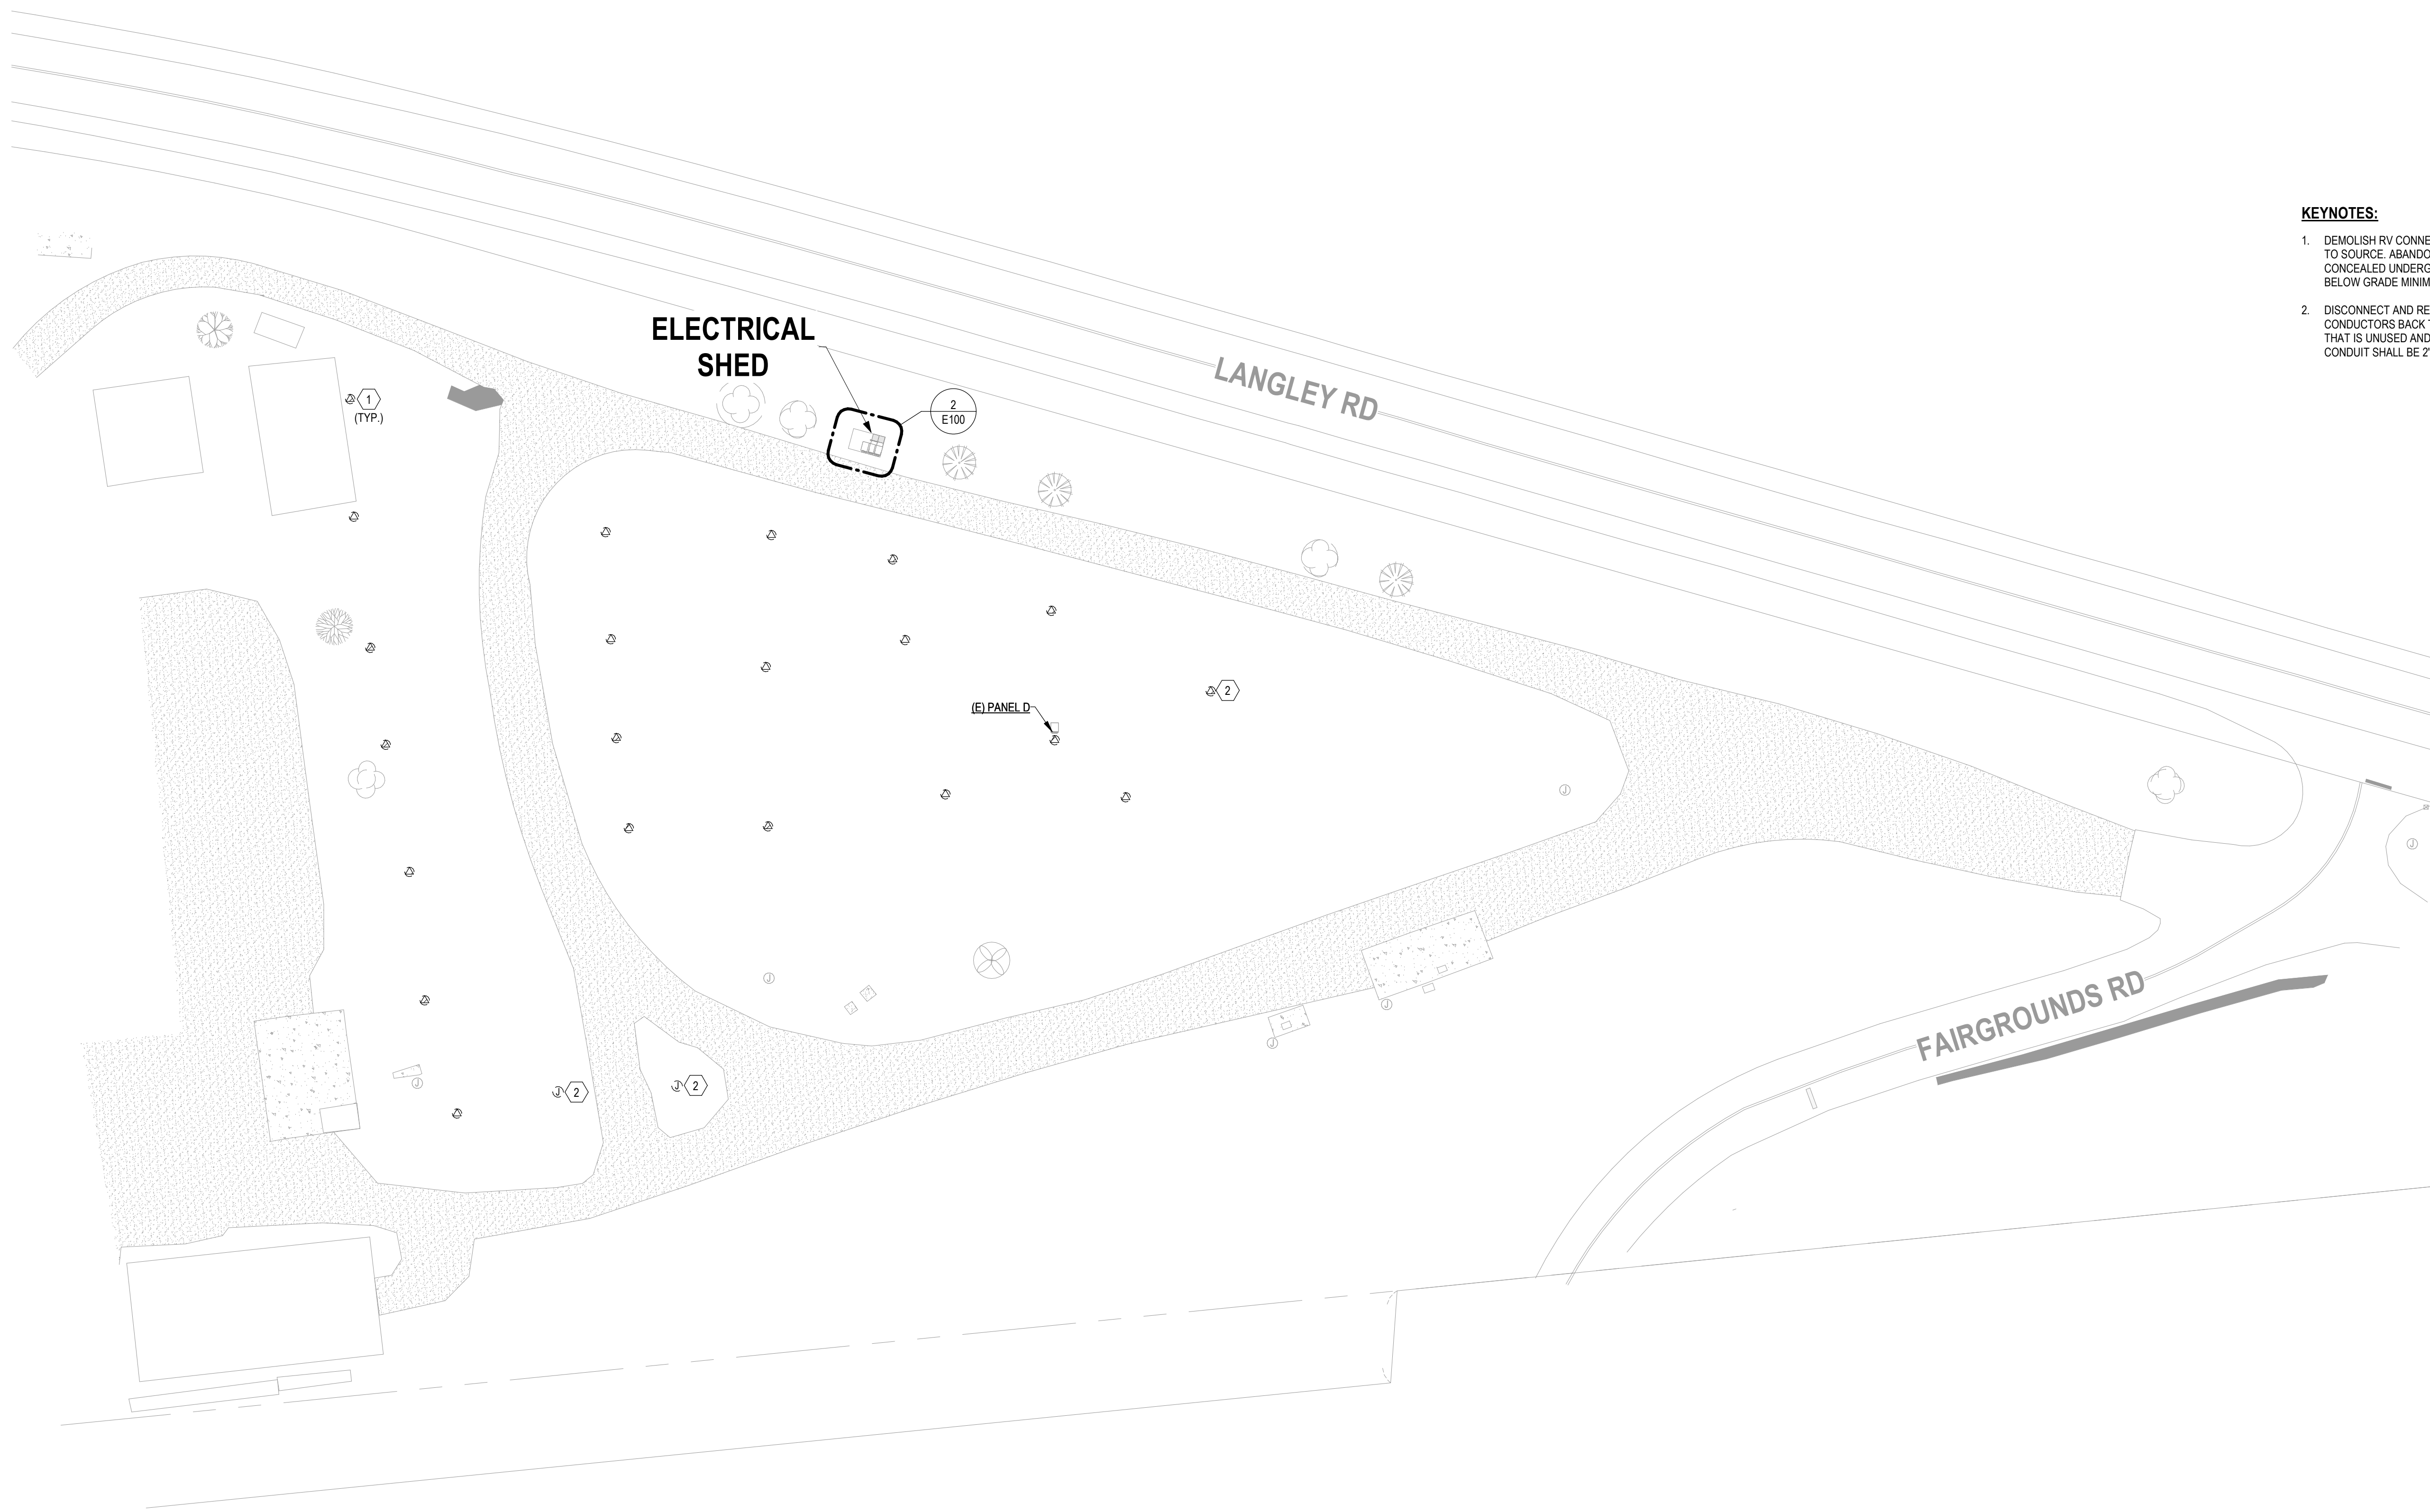 KEYNOTES:
1. DEMOLISH RV CONNE
TO SOURCE. ABANDO
CONCEALED UNDERG
BELOW GRADE MINIM
2. DISCONNECT AND RE
CONDUCTORS BACK T
THAT IS UNUSED AND
CONDUIT SHALL BE 2"
ELECTRICAL
SHED
LANGLEY RD
1
(TYP.)
2
E100
2
(E) PANEL D
J
J
J
J
J
J
FAIRGROUNDS RD
J 2
J 2